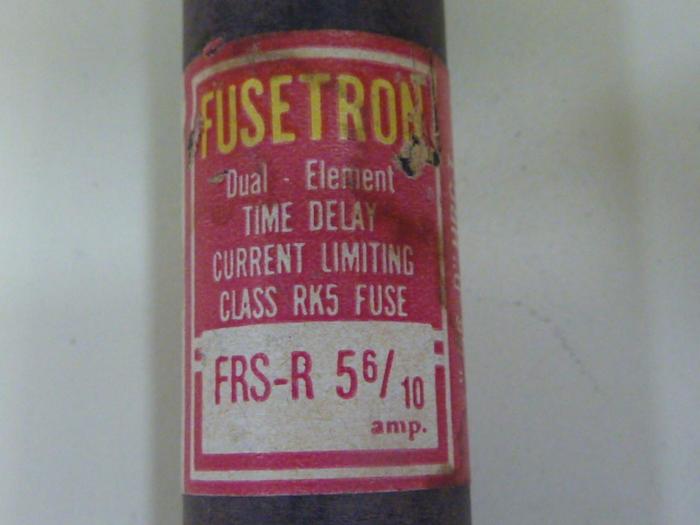 FUSETRON
Dual - Element
TIME DELAY
CURRENT LIMITING
CLASS RK5 FUSE
FRS-R 5 6/10
amp.